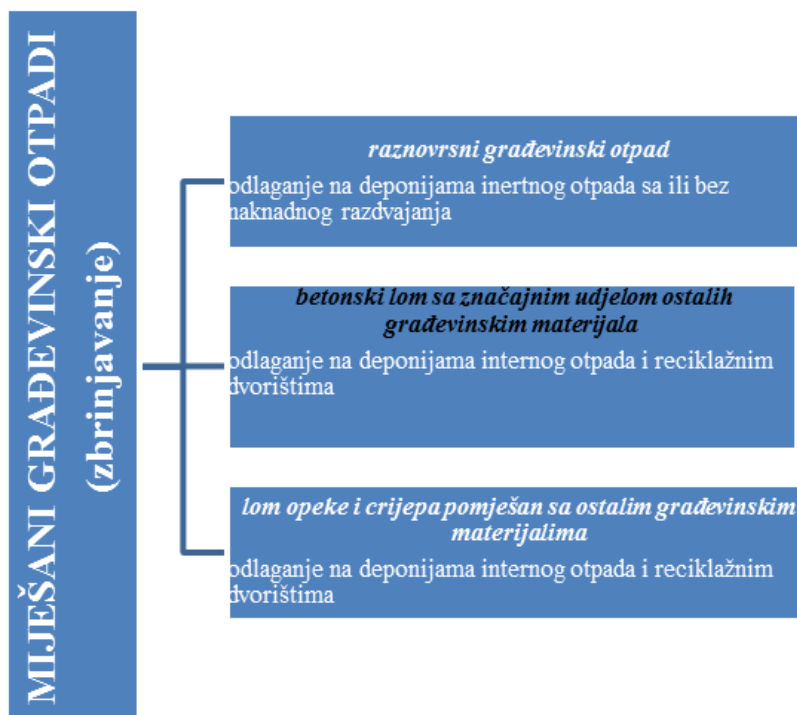 MIJEŠANI GRAĐEVINSKI OTPADI
(zbrinjavanje)
raznovrsni građevinski otpad
odlaganje na deponijama inertnog otpada sa ili bez
naknadnog razdvajanja
betonski lom sa značajnim udjelom ostalih
građevinskim materijala
odlaganje na deponijama internog otpada i reciklažnim
dvorištima
lom opeke i crijepa pomješan sa ostalim građevinskim
materijalima
odlaganje na deponijama internog otpada i reciklažnim
dvorištima